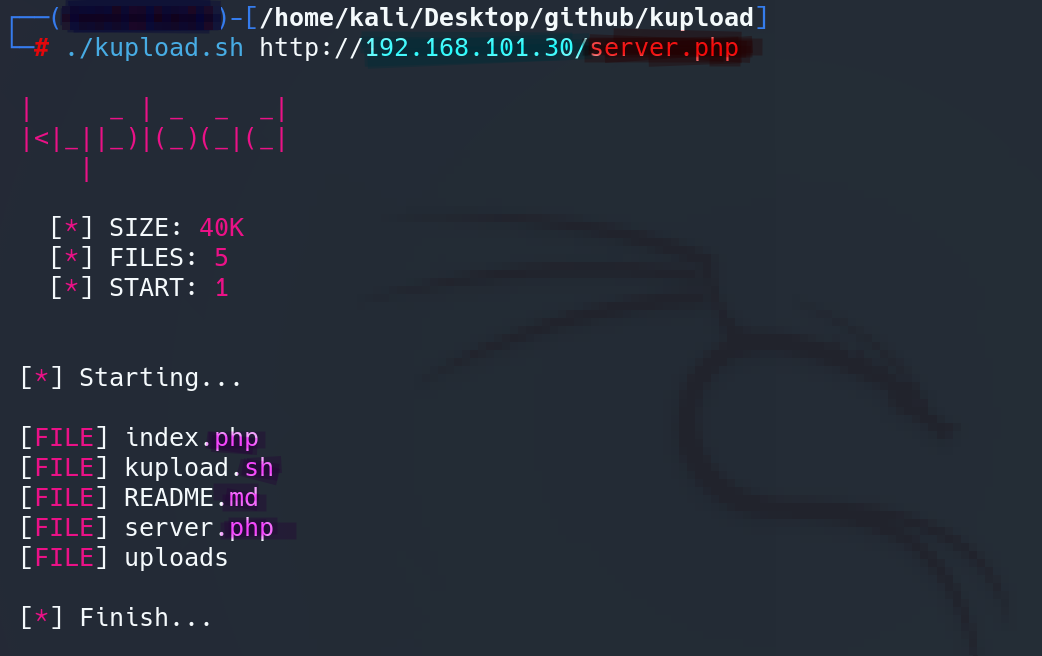 ┌──( )-[/home/kali/Desktop/github/kupload]
└─# ./kupload.sh http://192.168.101.30/server.php
|     _ | _  _  _|
|<|_||_)|(_)(_|(_|
    |
[*] SIZE: 40K
[*] FILES: 5
[*] START: 1
[*] Starting...
[FILE] index.php
[FILE] kupload.sh
[FILE] README.md
[FILE] server.php
[FILE] uploads
[*] Finish...